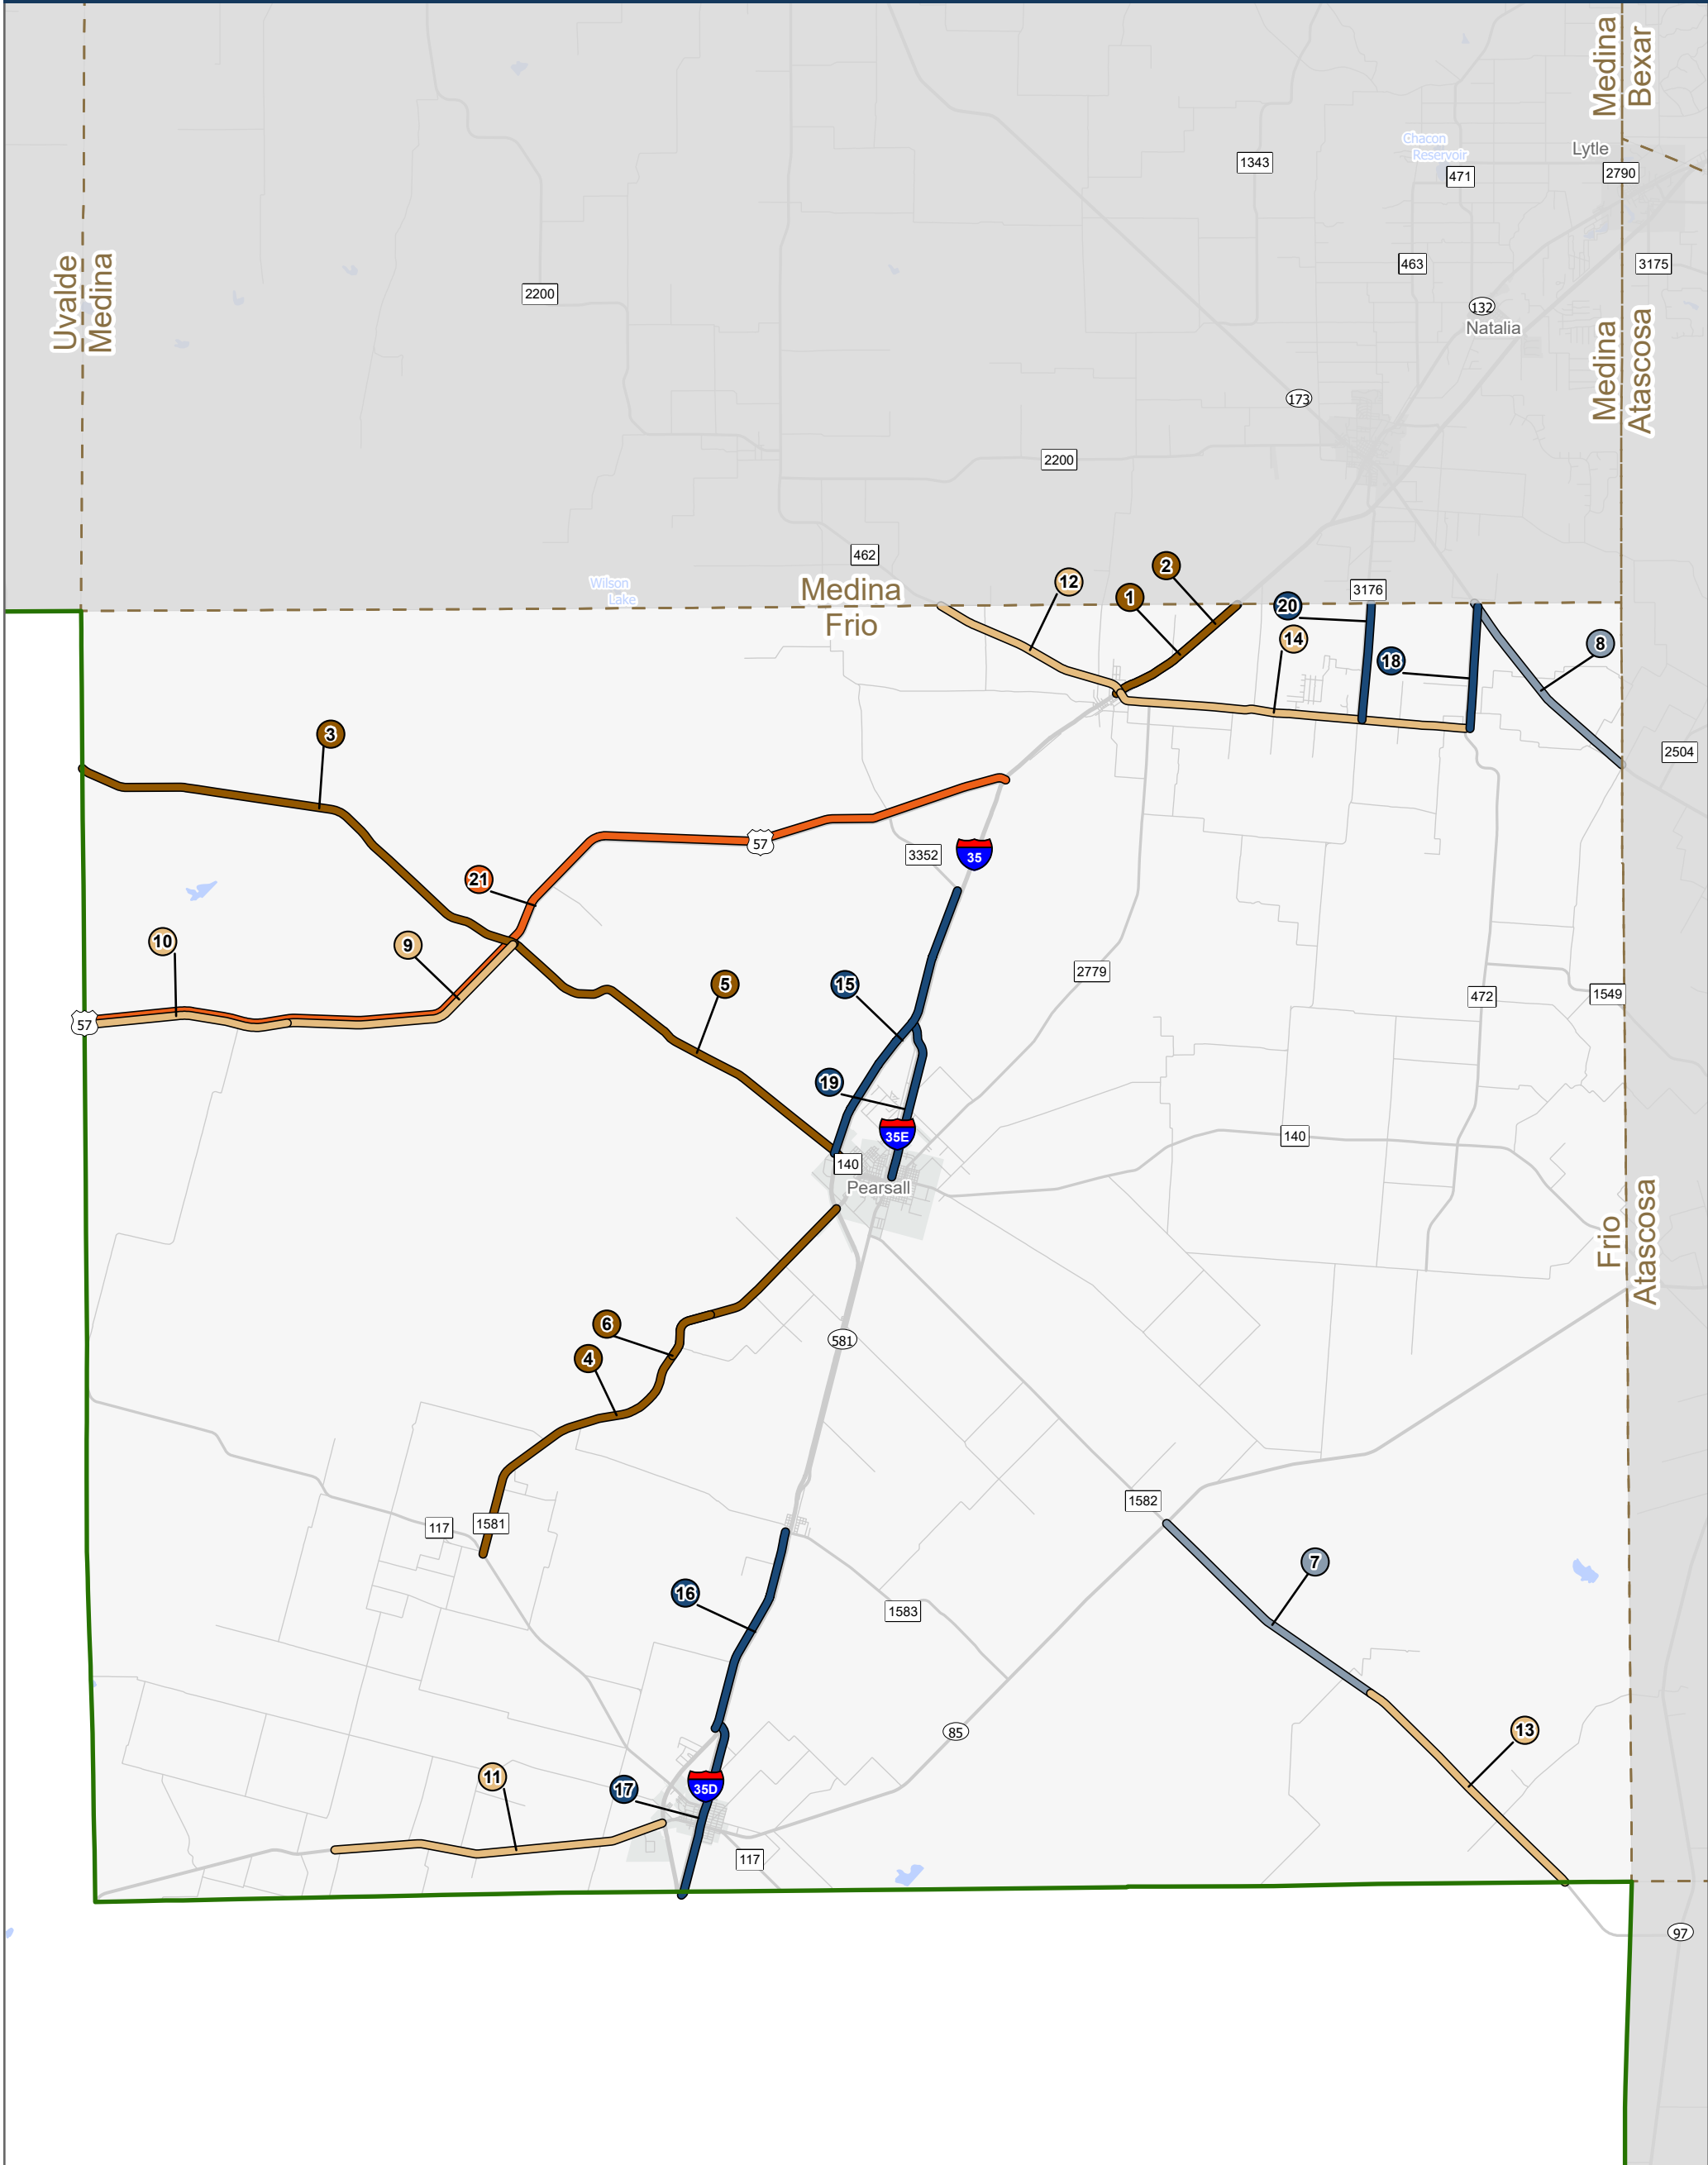 Medina
Bexar
Chacon
Reservoir
Lytle
1343
471
2790
Uvalde
Medina
463
3175
2200
132
Natalia
Medina
Atascosa
173
2200
462
Wilson
Lake
Medina
Frio
12
2
1
20
3176
14
18
8
3
2504
57
3352
35
21
10
9
5
15
2779
472
1549
57
19
35E
140
140
Pearsall
Frio
Atascosa
6
581
4
1582
117
1581
7
16
1583
13
85
11
17
35D
117
97